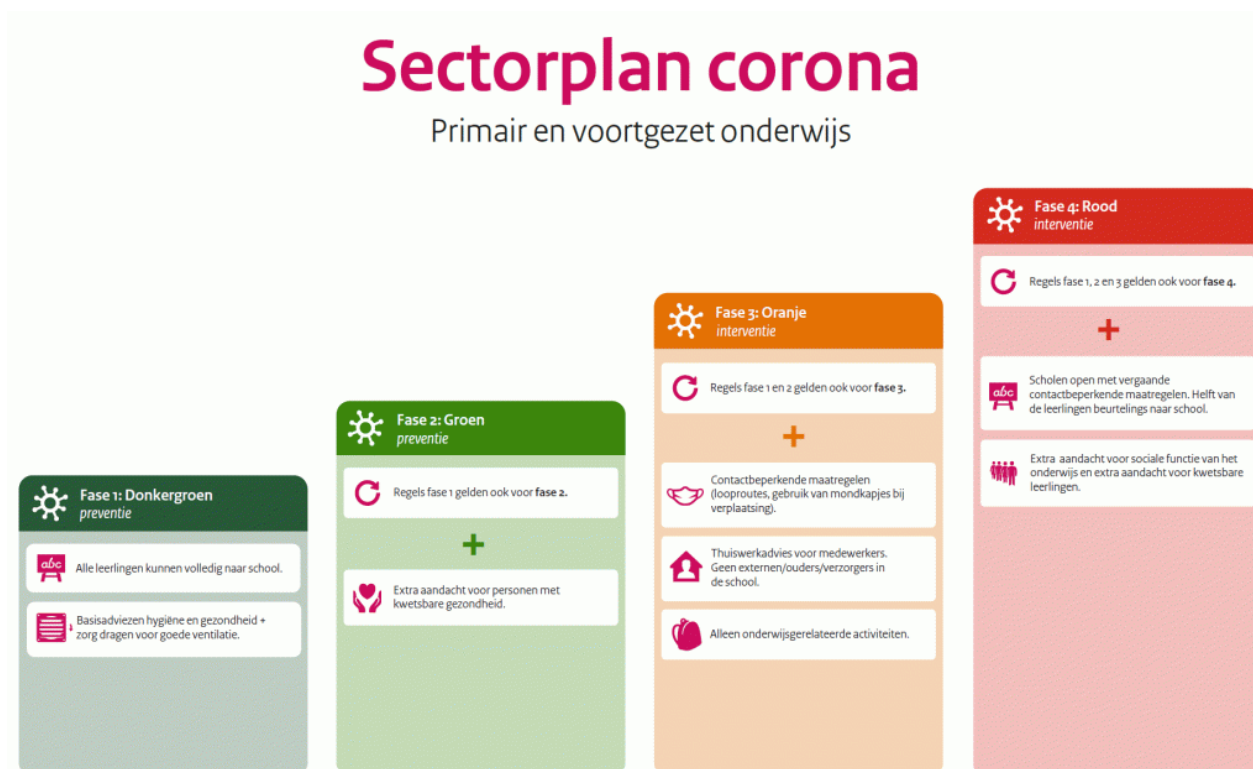 Sectorplan corona
Primair en voortgezet onderwijs
Fase 1: Donkergroen
preventie
abc
Alle leerlingen kunnen volledig naar school.
Basisadviezen hygiëne en gezondheid +
zorg dragen voor goede ventilatie.
Fase 2: Groen
preventie
Regels fase 1 gelden ook voor fase 2.
+
Extra aandacht voor personen met
kwetsbare gezondheid.
Fase 3: Oranje
interventie
Regels fase 1 en 2 gelden ook voor fase 3.
+
Contactbeperkende maatregelen
(looproutes, gebruik van mondkapjes bij
verplaatsing).
Thuiswerkadvies voor medewerkers.
Geen externen/ouders/verzorgers in
de school.
Alleen onderwijsgerelateerde activiteiten.
Fase 4: Rood
interventie
Regels fase 1, 2 en 3 gelden ook voor fase 4.
+
abc
Scholen open met vergaande
contactbeperkende maatregelen. Helft van
de leerlingen beurtelings naar school.
Extra aandacht voor sociale functie van het
onderwijs en extra aandacht voor kwetsbare
leerlingen.